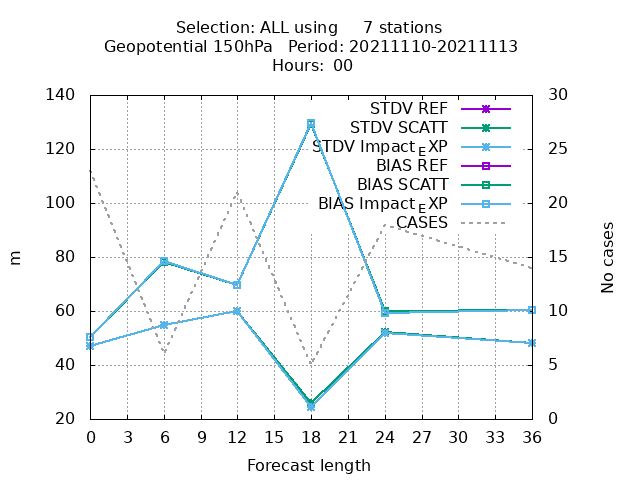 Selection: ALL using     7 stations
Geopotential 150hPa   Period: 20211110-20211113
Hours:  00
140
120
100
80
60
40
20
30
25
20
15
10
5
0
STDV REF
STDV SCATT
STDV Impact_EXP
BIAS REF
BIAS SCATT
BIAS Impact_EXP
CASES
m
No cases
0 3 6 9 12 15 18 21 24 27 30 33 36
Forecast length